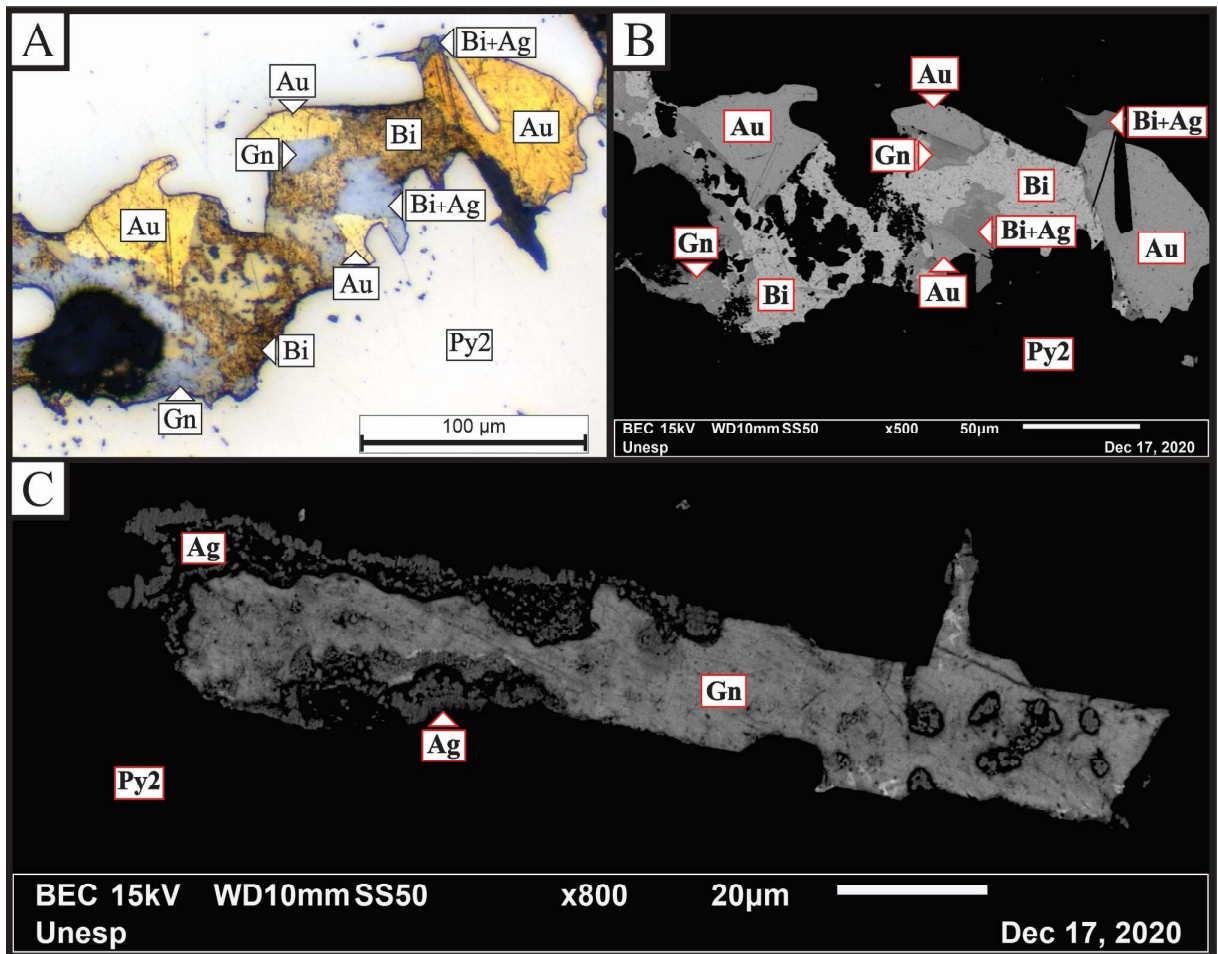 A
Bi+Ag
Au
Bi
Au
Gn
Au
Bi+Ag
Au
Bi
Py2
Gn
100 µm
B
Au
Au
Bi+Ag
Gn
Bi
Bi+Ag
Gn
Au
Bi
Au
Py2
BEC 15kV WD10mm SS50 x500 50µm
Unesp Dec 17, 2020
C
Ag
Gn
Ag
Py2
BEC 15kV WD10mm SS50 x800 20µm
Unesp Dec 17, 2020